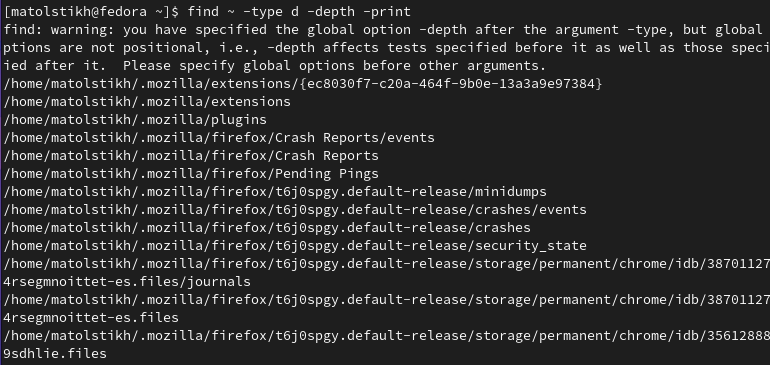 [matolstikh@fedora ~]$ find ~ -type d -depth -print
find: warning: you have specified the global option -depth after the argument -type, but global
ptions are not positional, i.e., -depth affects tests specified before it as well as those speci
ied after it.  Please specify global options before other arguments.
/home/matolstikh/.mozilla/extensions/{ec8030f7-c20a-464f-9b0e-13a3a9e97384}
/home/matolstikh/.mozilla/extensions
/home/matolstikh/.mozilla/plugins
/home/matolstikh/.mozilla/firefox/Crash Reports/events
/home/matolstikh/.mozilla/firefox/Crash Reports
/home/matolstikh/.mozilla/firefox/Pending Pings
/home/matolstikh/.mozilla/firefox/t6j0spgy.default-release/minidumps
/home/matolstikh/.mozilla/firefox/t6j0spgy.default-release/crashes/events
/home/matolstikh/.mozilla/firefox/t6j0spgy.default-release/crashes
/home/matolstikh/.mozilla/firefox/t6j0spgy.default-release/security_state
/home/matolstikh/.mozilla/firefox/t6j0spgy.default-release/storage/permanent/chrome/idb/38701127
4rsegmnoittet-es.files/journals
/home/matolstikh/.mozilla/firefox/t6j0spgy.default-release/storage/permanent/chrome/idb/38701127
4rsegmnoittet-es.files
/home/matolstikh/.mozilla/firefox/t6j0spgy.default-release/storage/permanent/chrome/idb/35612888
9sdhlie.files